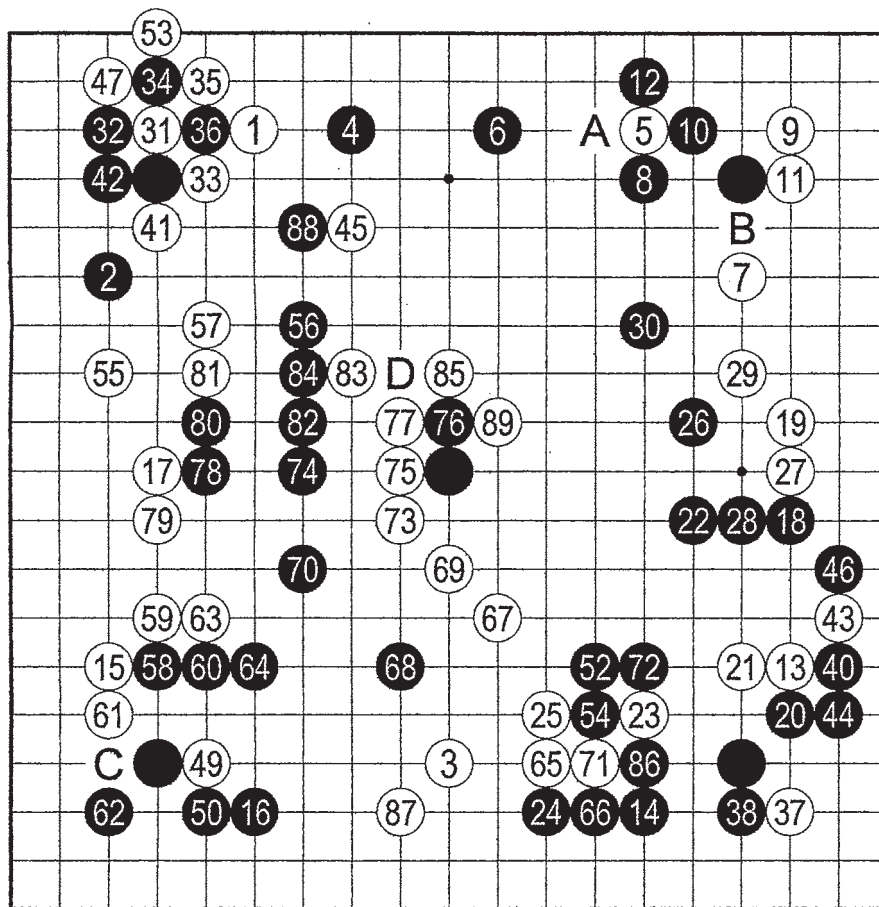 53
47 34 35 12
32 31 36 1 4 6 A 5 10 9
42 33 8 11
41 88 45 B
2 7
57 56 30
55 81 84 83 D 85 29
80 82 77 76 89 26 19
17 78 74 75 27
79 73 22 28 18
70 69 46
59 63 67 43
15 58 60 64 68 52 72 21 13 40
61 25 54 23 20 44
C 49 3 65 71 86
62 50 16 87 24 66 14 38 37